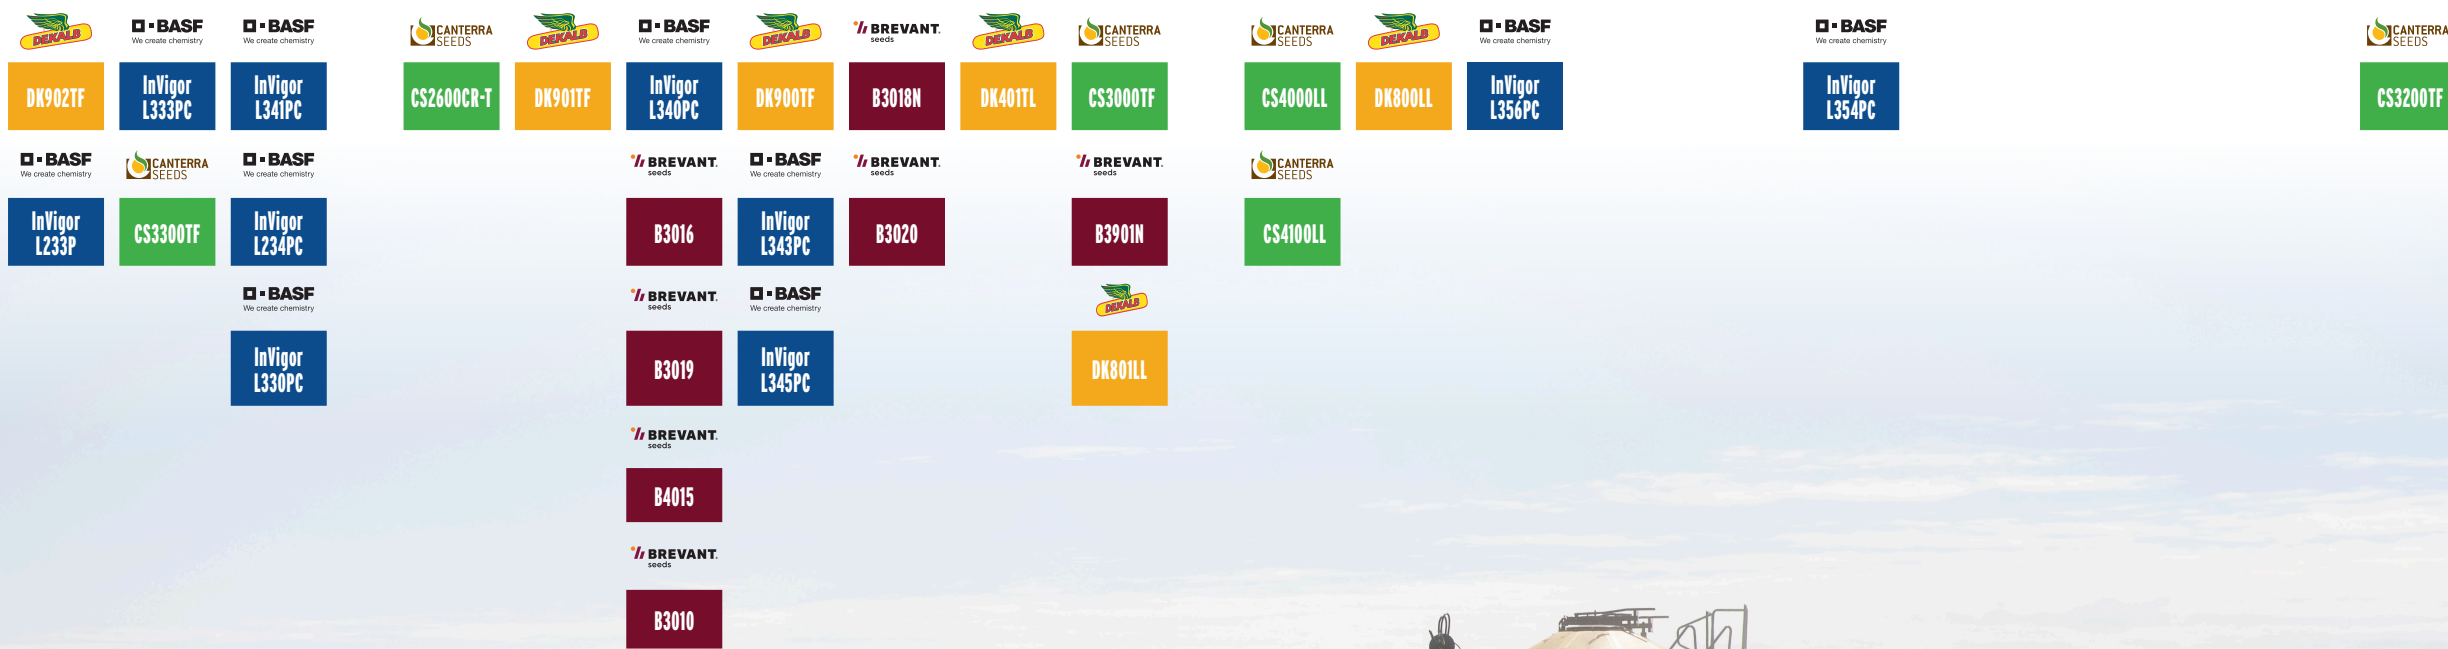 DEKALB
BASF
We create chemistry
BASF
We create chemistry
CANTERRA
SEEDS
DEKALB
BASF
We create chemistry
DEKALB
BREVANT.
seeds
DEKALB
CANTERRA
SEEDS
CANTERRA
SEEDS
DEKALB
BASF
We create chemistry
BASF
We create chemistry
CANTERRA
SEEDS
DK902TF
InVigor
L333PC
InVigor
L341PC
CS2600CR-T
DK901TF
InVigor
L340PC
DK900TF
B3018N
DK401TL
CS3000TF
CS4000LL
DK800LL
InVigor
L356PC
InVigor
L354PC
CS3200TF
BASF
We create chemistry
CANTERRA
SEEDS
BASF
We create chemistry
BREVANT.
seeds
BASF
We create chemistry
BREVANT.
seeds
BREVANT.
seeds
CANTERRA
SEEDS
InVigor
L233P
CS3300TF
InVigor
L234PC
B3016
InVigor
L343PC
B3020
B3901N
CS4100LL
BASF
We create chemistry
BREVANT.
seeds
BASF
We create chemistry
DEKALB
InVigor
L330PC
B3019
InVigor
L345PC
DK801LL
BREVANT.
seeds
B4015
BREVANT.
seeds
B3010